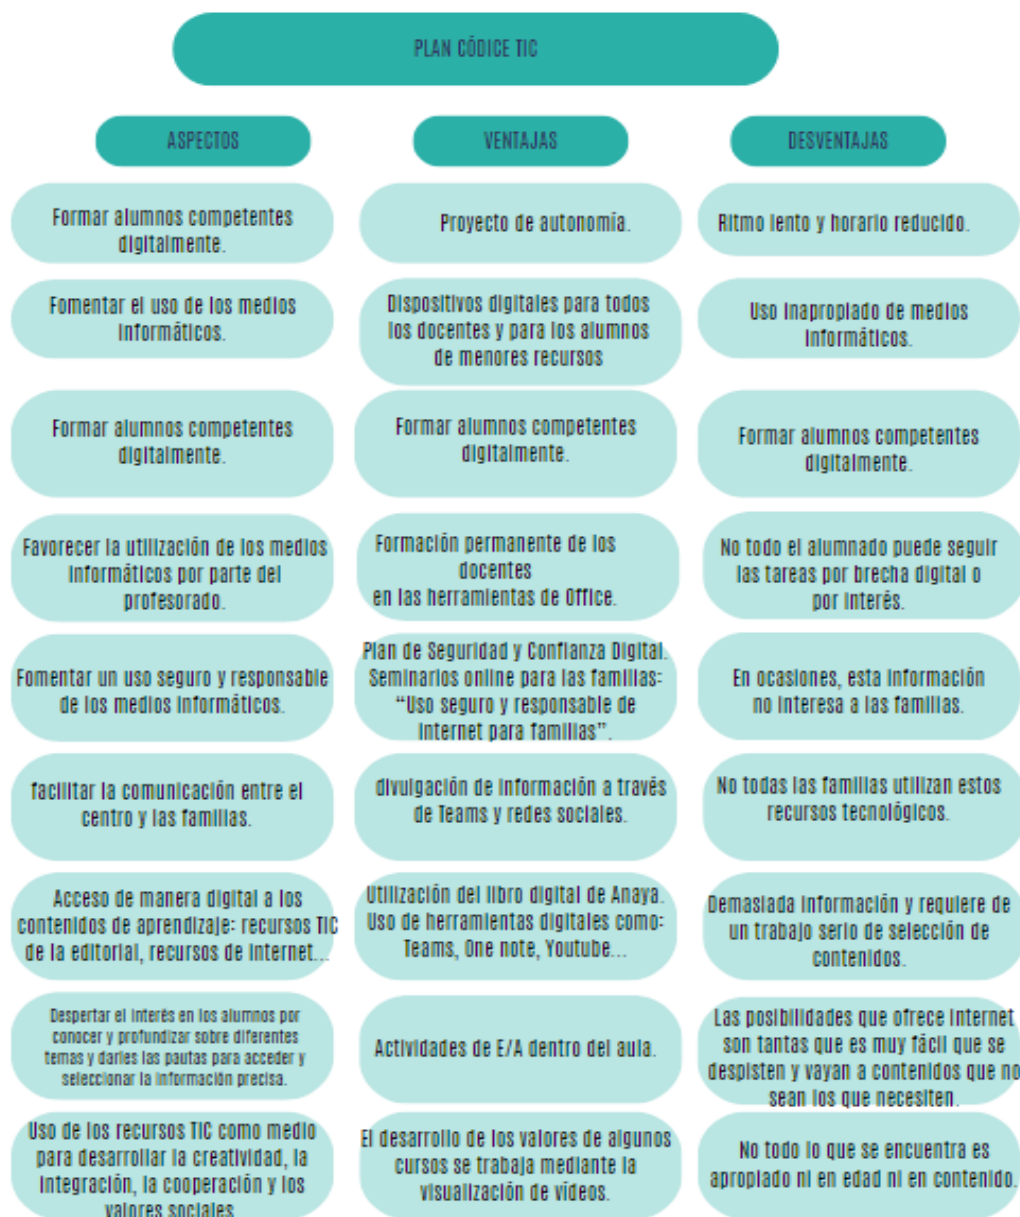 PLAN CÓDICE TIC
ASPECTOS
VENTAJAS
DESVENTAJAS
Formar alumnos competentes
digitalmente.
Proyecto de autonomía.
Ritmo lento y horario reducido.
Fomentar el uso de los medios
informáticos.
Dispositivos digitales para todos
los docentes y para los alumnos
de menores recursos
Uso inapropiado de medios
informáticos.
Formar alumnos competentes
digitalmente.
Formar alumnos competentes
digitalmente.
Formar alumnos competentes
digitalmente.
Favorecer la utilización de los medios
informáticos por parte del
profesorado.
Formación permanente de los
docentes
en las herramientas de Office.
No todo el alumnado puede seguir
las tareas por brecha digital o
por interés.
Fomentar un uso seguro y responsable
de los medios informáticos.
Plan de Seguridad y Confianza Digital.
Seminarios online para las familias:
“Uso seguro y responsable de
internet para familias”.
En ocasiones, esta información
no interesa a las familias.
facilitar la comunicación entre el
centro y las familias.
divulgación de información a través
de Teams y redes sociales.
No todas las familias utilizan estos
recursos tecnológicos.
Acceso de manera digital a los
contenidos de aprendizaje: recursos TIC
de la editorial, recursos de internet...
Utilización del libro digital de Anaya.
Uso de herramientas digitales como:
Teams, One note, Youtube...
Demasiada información y requiere de
un trabajo serio de selección de
contenidos.
Despertar el interés en los alumnos por
conocer y profundizar sobre diferentes
temas y darles las pautas para acceder y
seleccionar la información precisa.
Actividades de E/A dentro del aula.
Las posibilidades que ofrece internet
son tantas que es muy fácil que se
despisten y vayan a contenidos que no
sean los que necesiten.
Uso de los recursos TIC como medio
para desarrollar la creatividad, la
integración, la cooperación y los
valores sociales
El desarrollo de los valores de algunos
cursos se trabaja mediante la
visualización de vídeos.
No todo lo que se encuentra es
apropiado ni en edad ni en contenido.